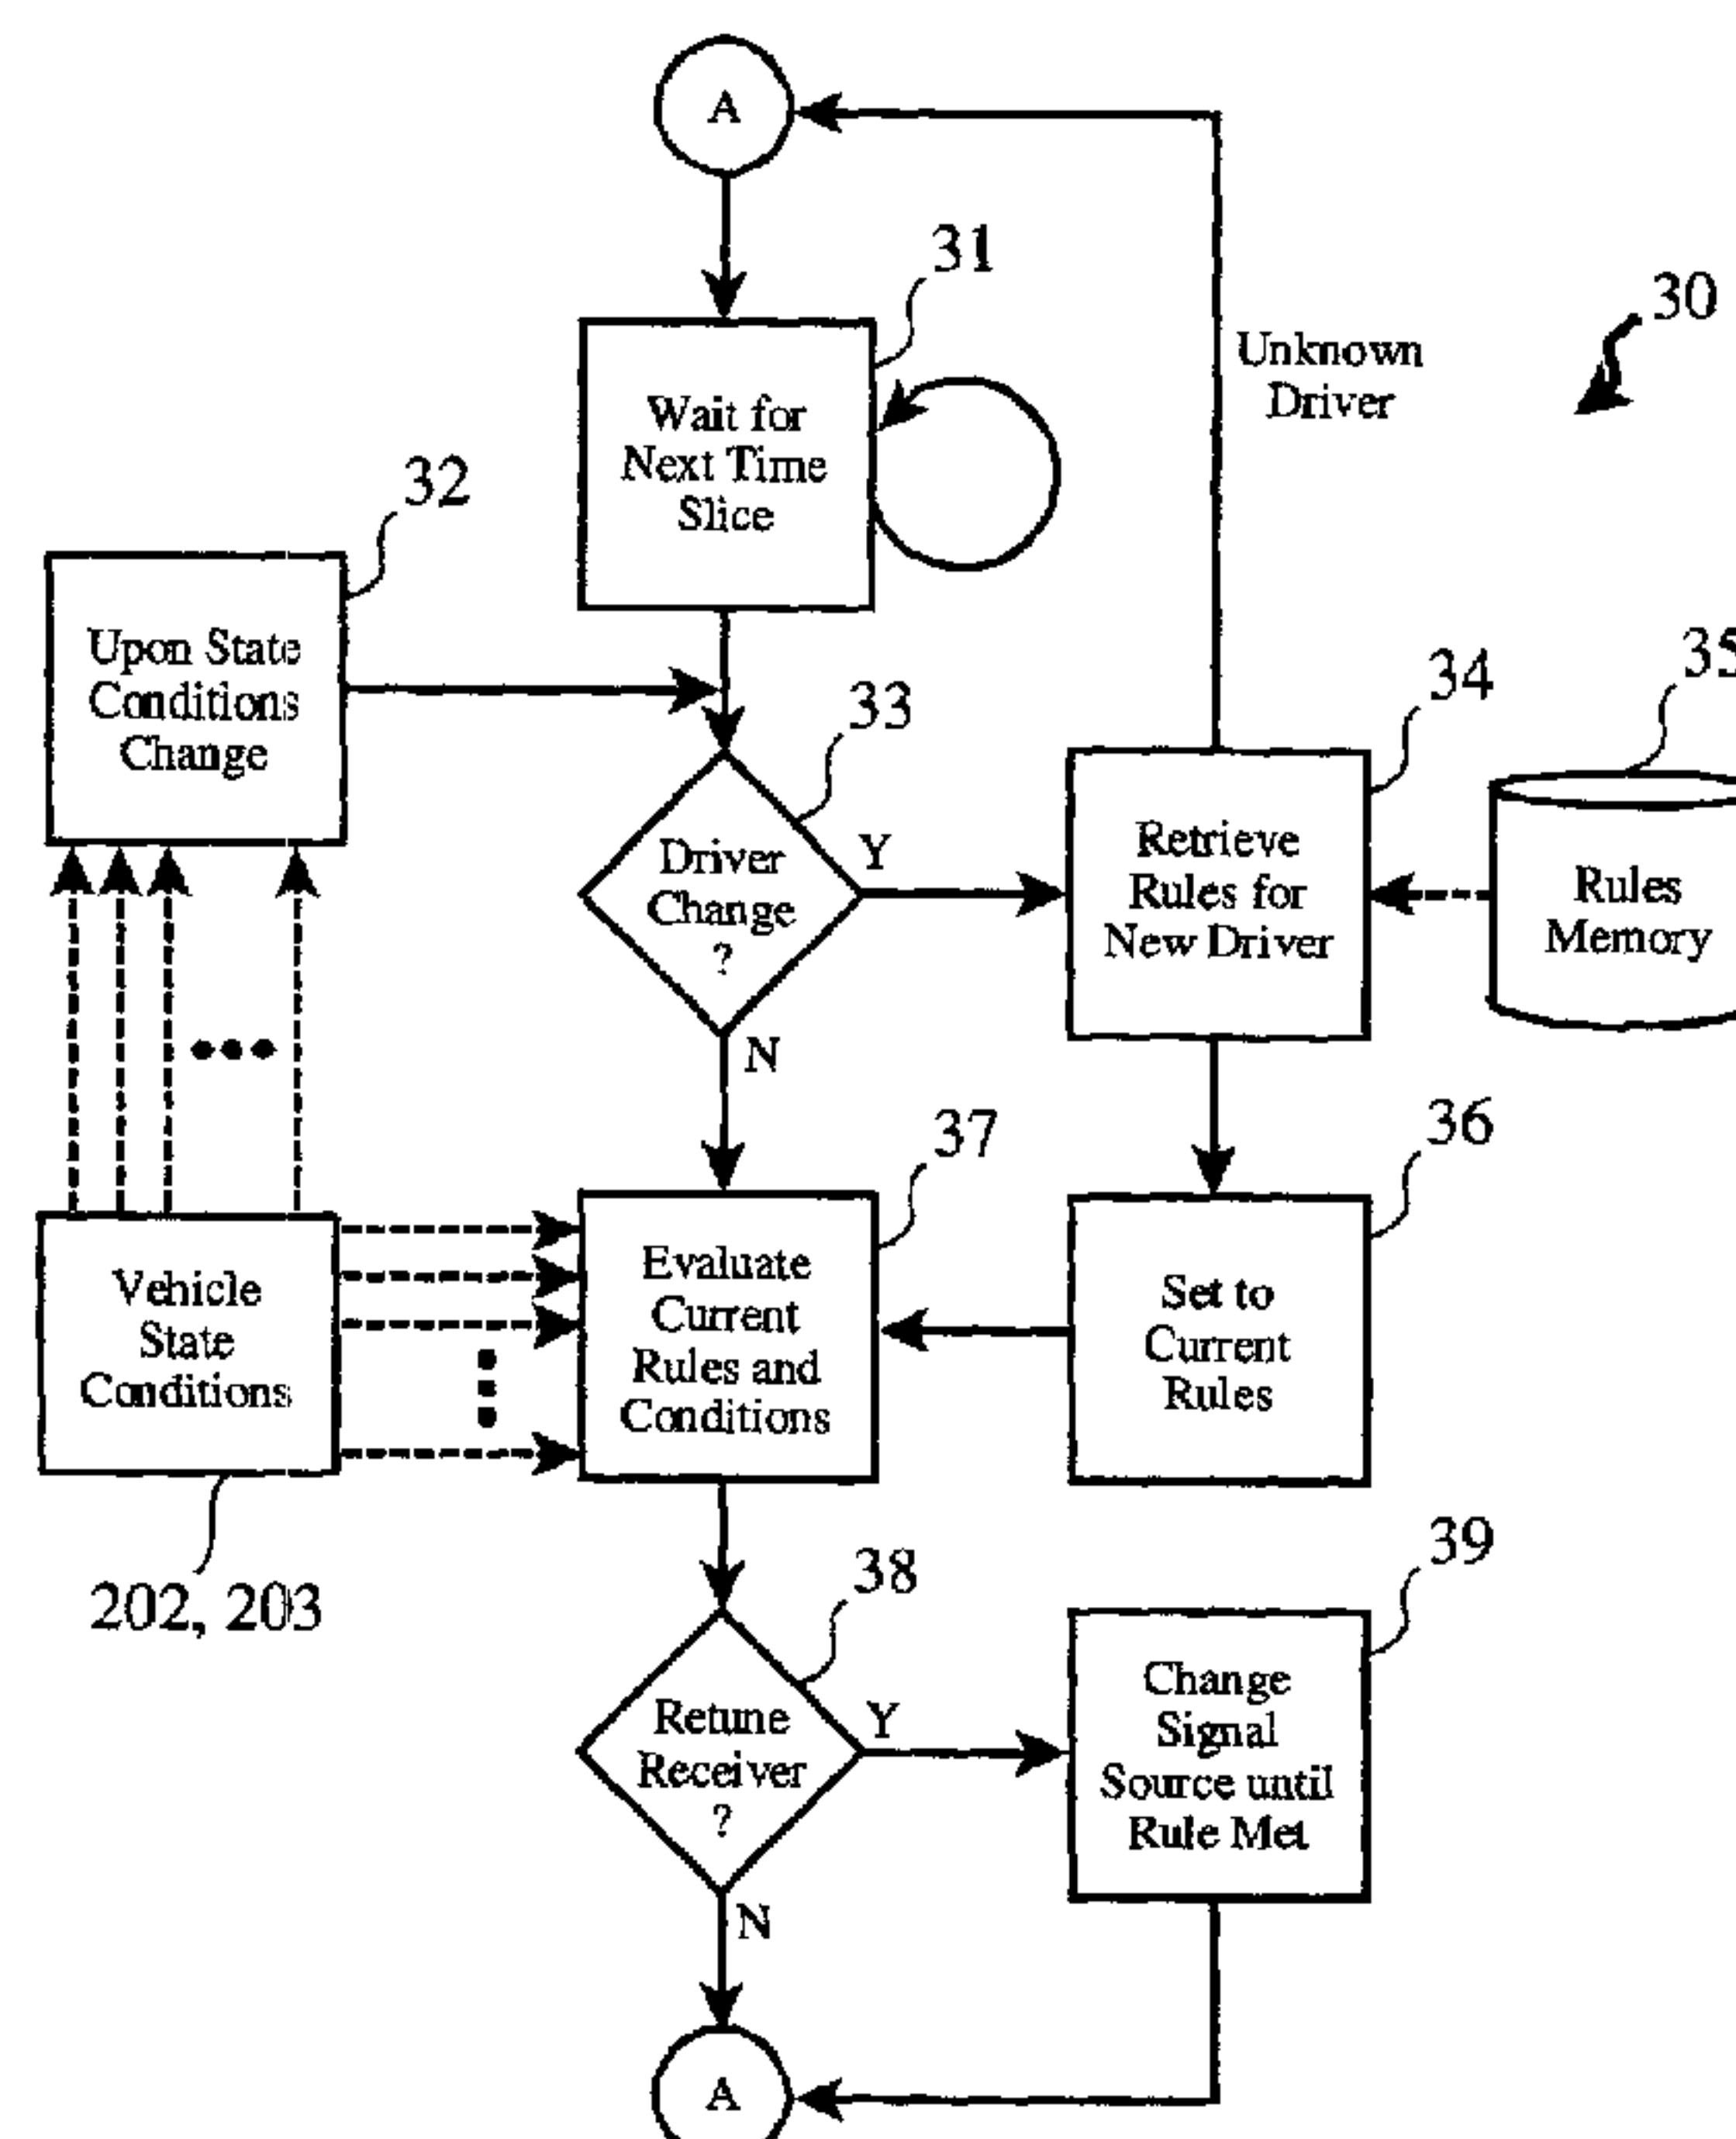 A
31
Wait for
Next Time
Slice
Unknown
Driver
30
32
Upon State
Conditions
Change
33
Driver
Change
?
Y
N
34
Retrieve
Rules for
New Driver
35
Rules
Memory
36
Set to
Current
Rules
37
Evaluate
Current
Rules and
Conditions
Vehicle
State
Conditions
202, 203
38
Retune
Receiver
?
Y
N
39
Change
Signal
Source until
Rule Met
A